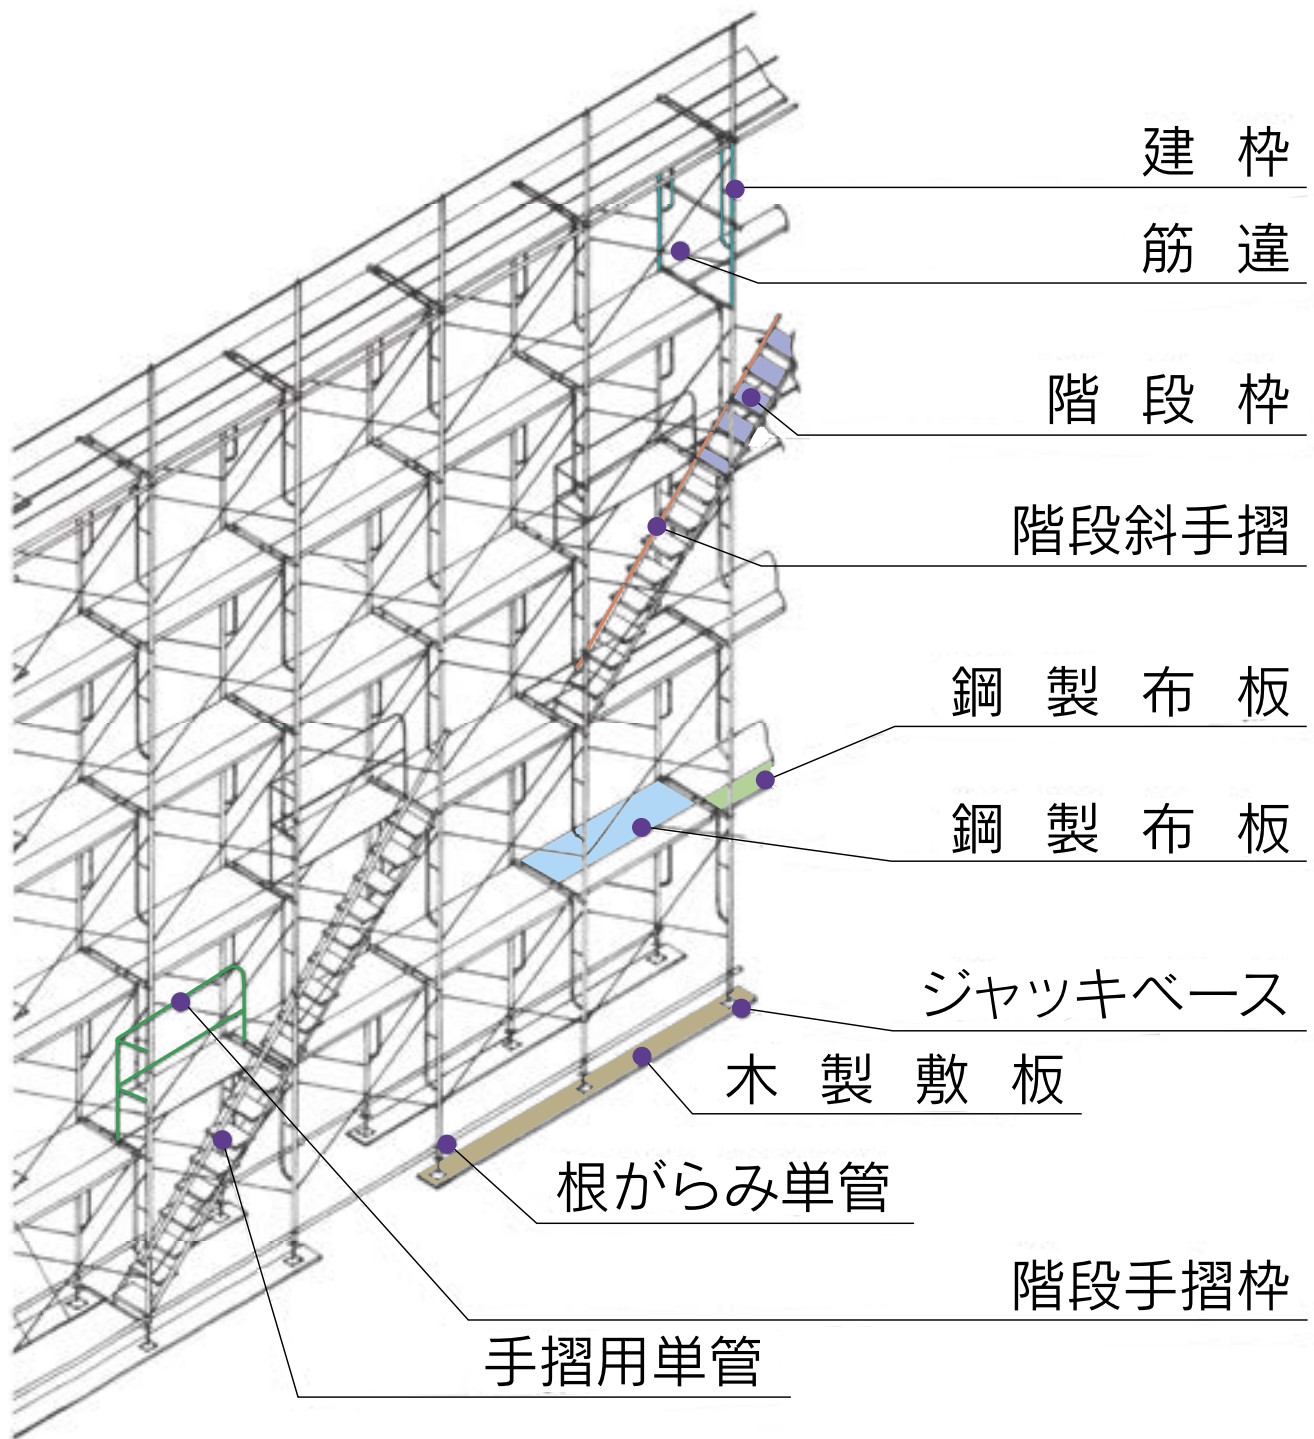 建枠
筋違
階段枠
階段斜手摺
鋼製布板
鋼製布板
ジャッキベース
木製敷板
根がらみ単管
階段手摺枠
手摺用単管